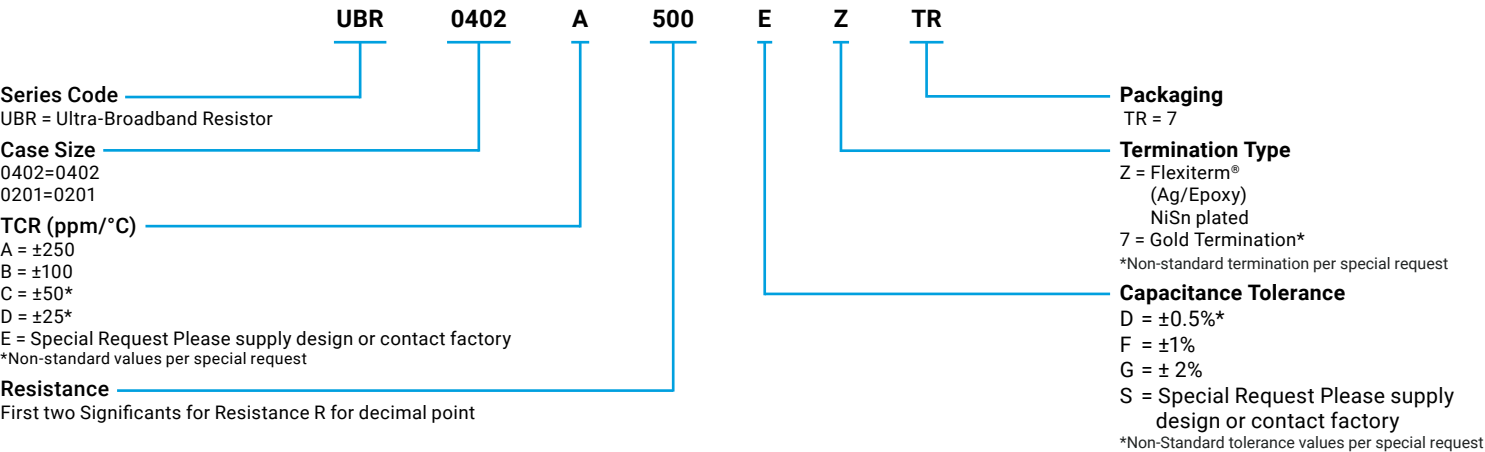 UBR 0402 A 500 E Z TR
Series Code
UBR = Ultra-Broadband Resistor
Case Size
0402=0402
0201=0201
TCR (ppm/°C)
A = ±250
B = ±100
C = ±50*
D = ±25*
E = Special Request Please supply design or contact factory
*Non-standard values per special request
Resistance
First two Significants for Resistance R for decimal point
Packaging
TR = 7
Termination Type
Z = Flexiterm®
(Ag/Epoxy)
NiSn plated
7 = Gold Termination*
*Non-standard termination per special request
Capacitance Tolerance
D = ±0.5%*
F = ±1%
G = ± 2%
S = Special Request Please supply
design or contact factory
*Non-Standard tolerance values per special request